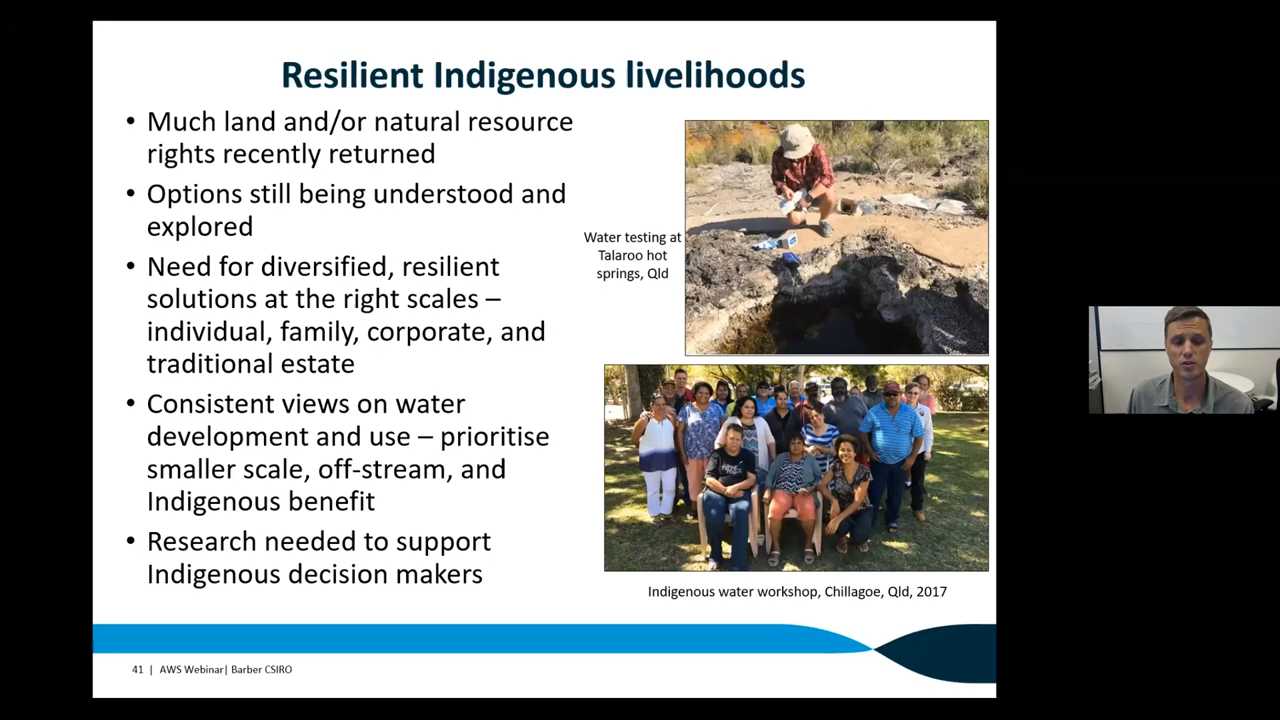 Resilient Indigenous livelihoods
• Much land and/or natural resource
rights recently returned
• Options still being understood and
explored
• Need for diversified, resilient
solutions at the right scales –
individual, family, corporate, and
traditional estate
• Consistent views on water
development and use – prioritise
smaller scale, off-stream, and
Indigenous benefit
• Research needed to support
Indigenous decision makers
Water testing at
Talaroo hot
springs, Qld
Indigenous water workshop, Chillagoe, Qld, 2017
41 | AWS Webinar| Barber CSIRO